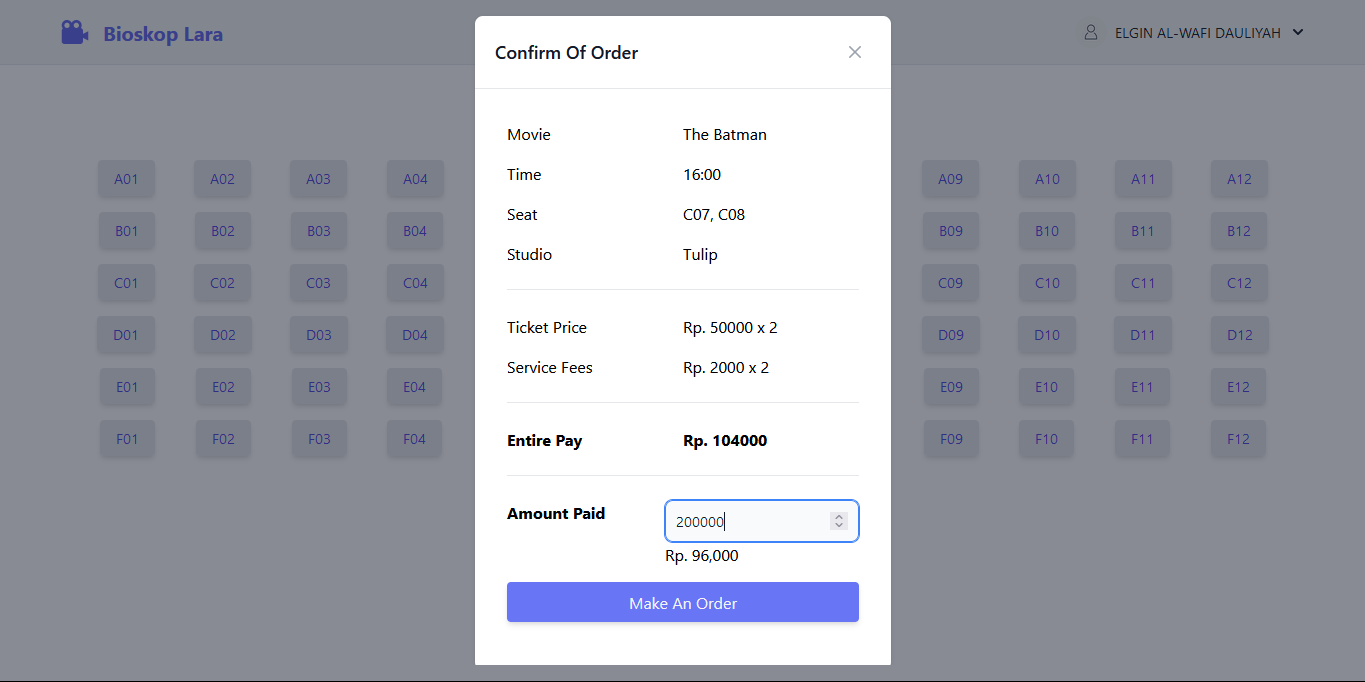 Bioskop Lara
ELGIN AL-WAFI DAULIYAH
Confirm Of Order
Movie The Batman
Time 16:00
Seat C07, C08
Studio Tulip
Ticket Price Rp. 50000 x 2
Service Fees Rp. 2000 x 2
Entire Pay Rp. 104000
Amount Paid 200000
Rp. 96,000
Make An Order
A01 A02 A03 A04 A09 A10 A11 A12
B01 B02 B03 B04 B09 B10 B11 B12
C01 C02 C03 C04 C09 C10 C11 C12
D01 D02 D03 D04 D09 D10 D11 D12
E01 E02 E03 E04 E09 E10 E11 E12
F01 F02 F03 F04 F09 F10 F11 F12